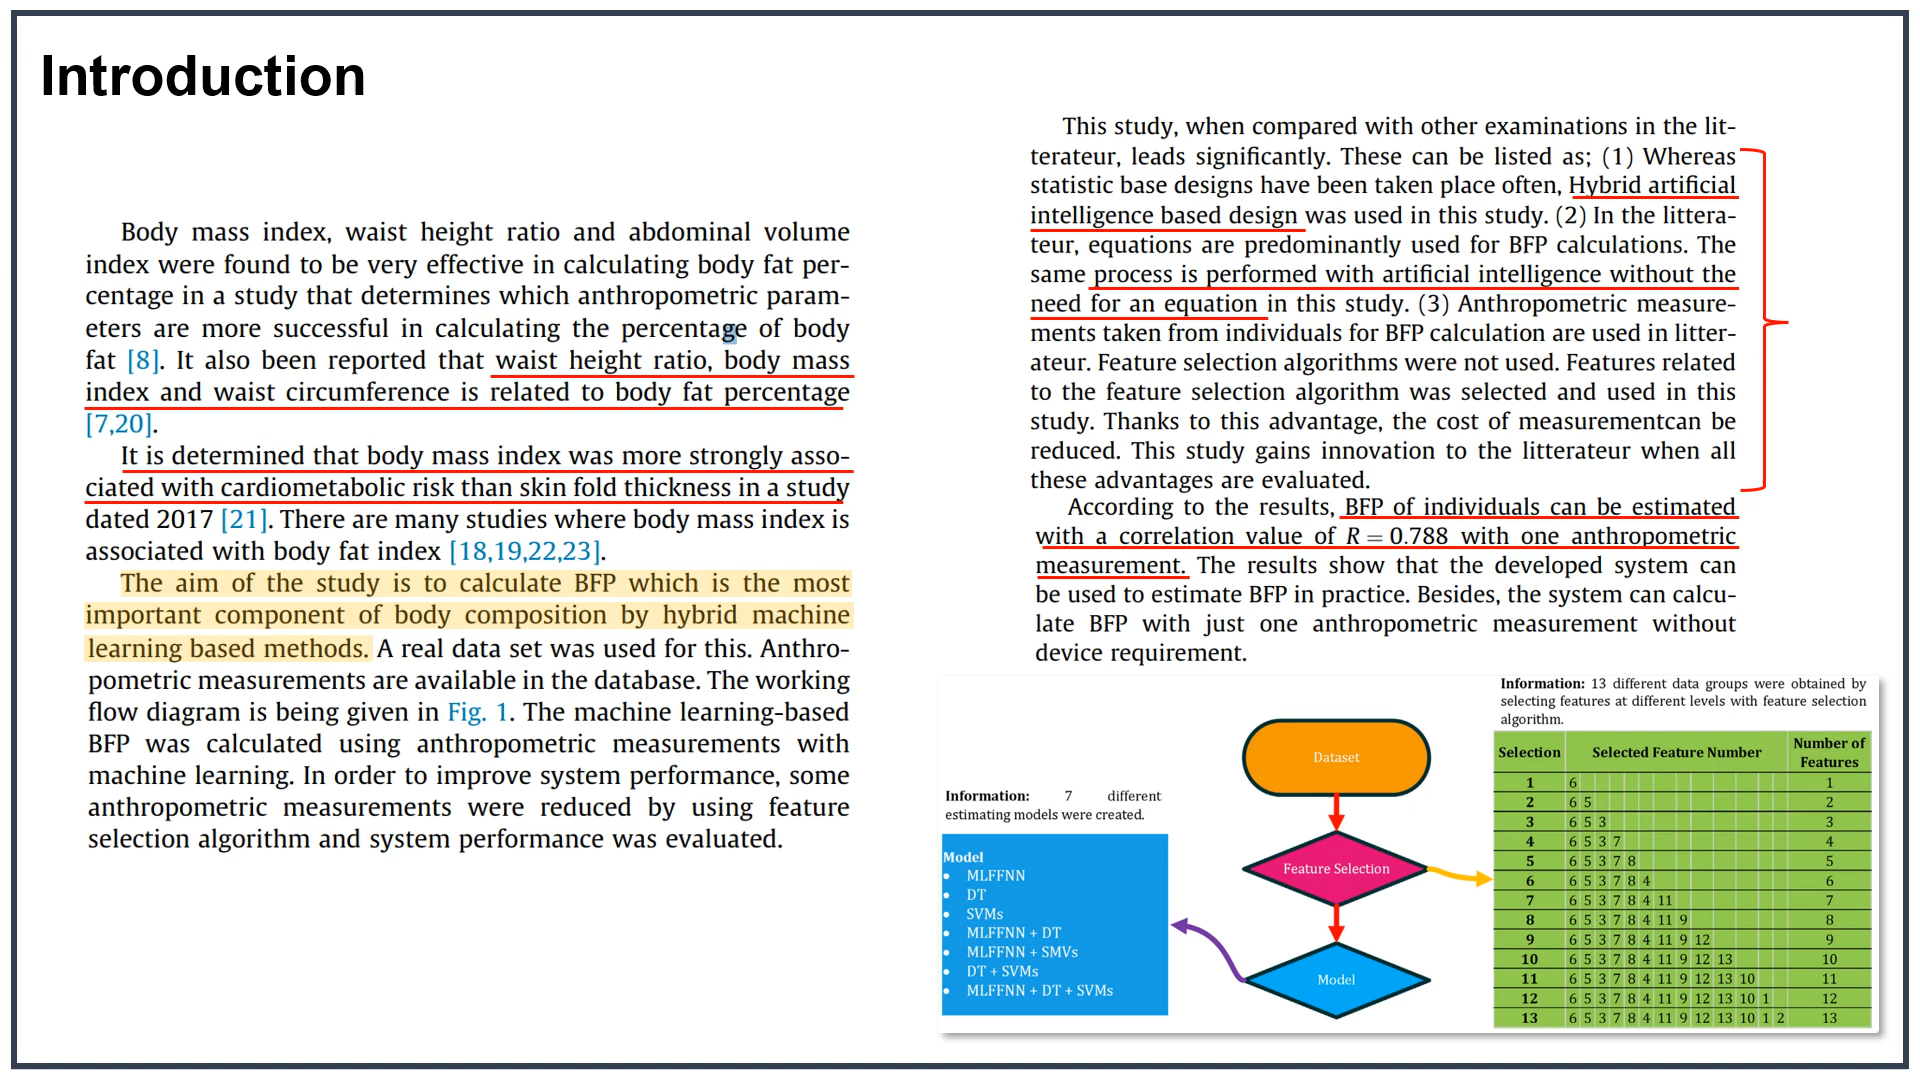 Introduction
Body mass index, waist height ratio and abdominal volume
index were found to be very effective in calculating body fat per-
centage in a study that determines which anthropometric param-
eters are more successful in calculating the percentage of body
fat [8]. It also been reported that waist height ratio, body mass
index and waist circumference is related to body fat percentage
[7,20].
It is determined that body mass index was more strongly asso-
ciated with cardiometabolic risk than skin fold thickness in a study
dated 2017 [21]. There are many studies where body mass index is
associated with body fat index [18,19,22,23].
The aim of the study is to calculate BFP which is the most
important component of body composition by hybrid machine
learning based methods. A real data set was used for this. Anthro-
pometric measurements are available in the database. The working
flow diagram is being given in Fig. 1. The machine learning-based
BFP was calculated using anthropometric measurements with
machine learning. In order to improve system performance, some
anthropometric measurements were reduced by using feature
selection algorithm and system performance was evaluated.
This study, when compared with other examinations in the lit-
terateur, leads significantly. These can be listed as; (1) Whereas
statistic base designs have been taken place often, Hybrid artificial
intelligence based design was used in this study. (2) In the littera-
teur, equations are predominantly used for BFP calculations. The
same process is performed with artificial intelligence without the
need for an equation in this study. (3) Anthropometric measure-
ments taken from individuals for BFP calculation are used in litter-
ateur. Feature selection algorithms were not used. Features related
to the feature selection algorithm was selected and used in this
study. Thanks to this advantage, the cost of measurementcan be
reduced. This study gains innovation to the litterateur when all
these advantages are evaluated.
According to the results, BFP of individuals can be estimated
with a correlation value of R = 0.788 with one anthropometric
measurement. The results show that the developed system can
be used to estimate BFP in practice. Besides, the system can calcu-
late BFP with just one anthropometric measurement without
device requirement.
Information: 7 different
estimating models were created.
Model
• MLFFNN
• DT
• SVMs
• MLFFNN + DT
• MLFFNN + SMVs
• DT + SVMs
• MLFFNN + DT + SVMs
Dataset
Feature Selection
Model
Information: 13 different data groups were obtained by
selecting features at different levels with feature selection
algorithm.
Selection Selected Feature Number Number of Features
1 6 1
2 6 5 2
3 6 5 3 3
4 6 5 3 7 4
5 6 5 3 7 8 5
6 6 5 3 7 8 4 6
7 6 5 3 7 8 4 11 7
8 6 5 3 7 8 4 11 9 8
9 6 5 3 7 8 4 11 9 12 9
10 6 5 3 7 8 4 11 9 12 13 10
11 6 5 3 7 8 4 11 9 12 13 10 11
12 6 5 3 7 8 4 11 9 12 13 10 1 12
13 6 5 3 7 8 4 11 9 12 13 10 1 2 13